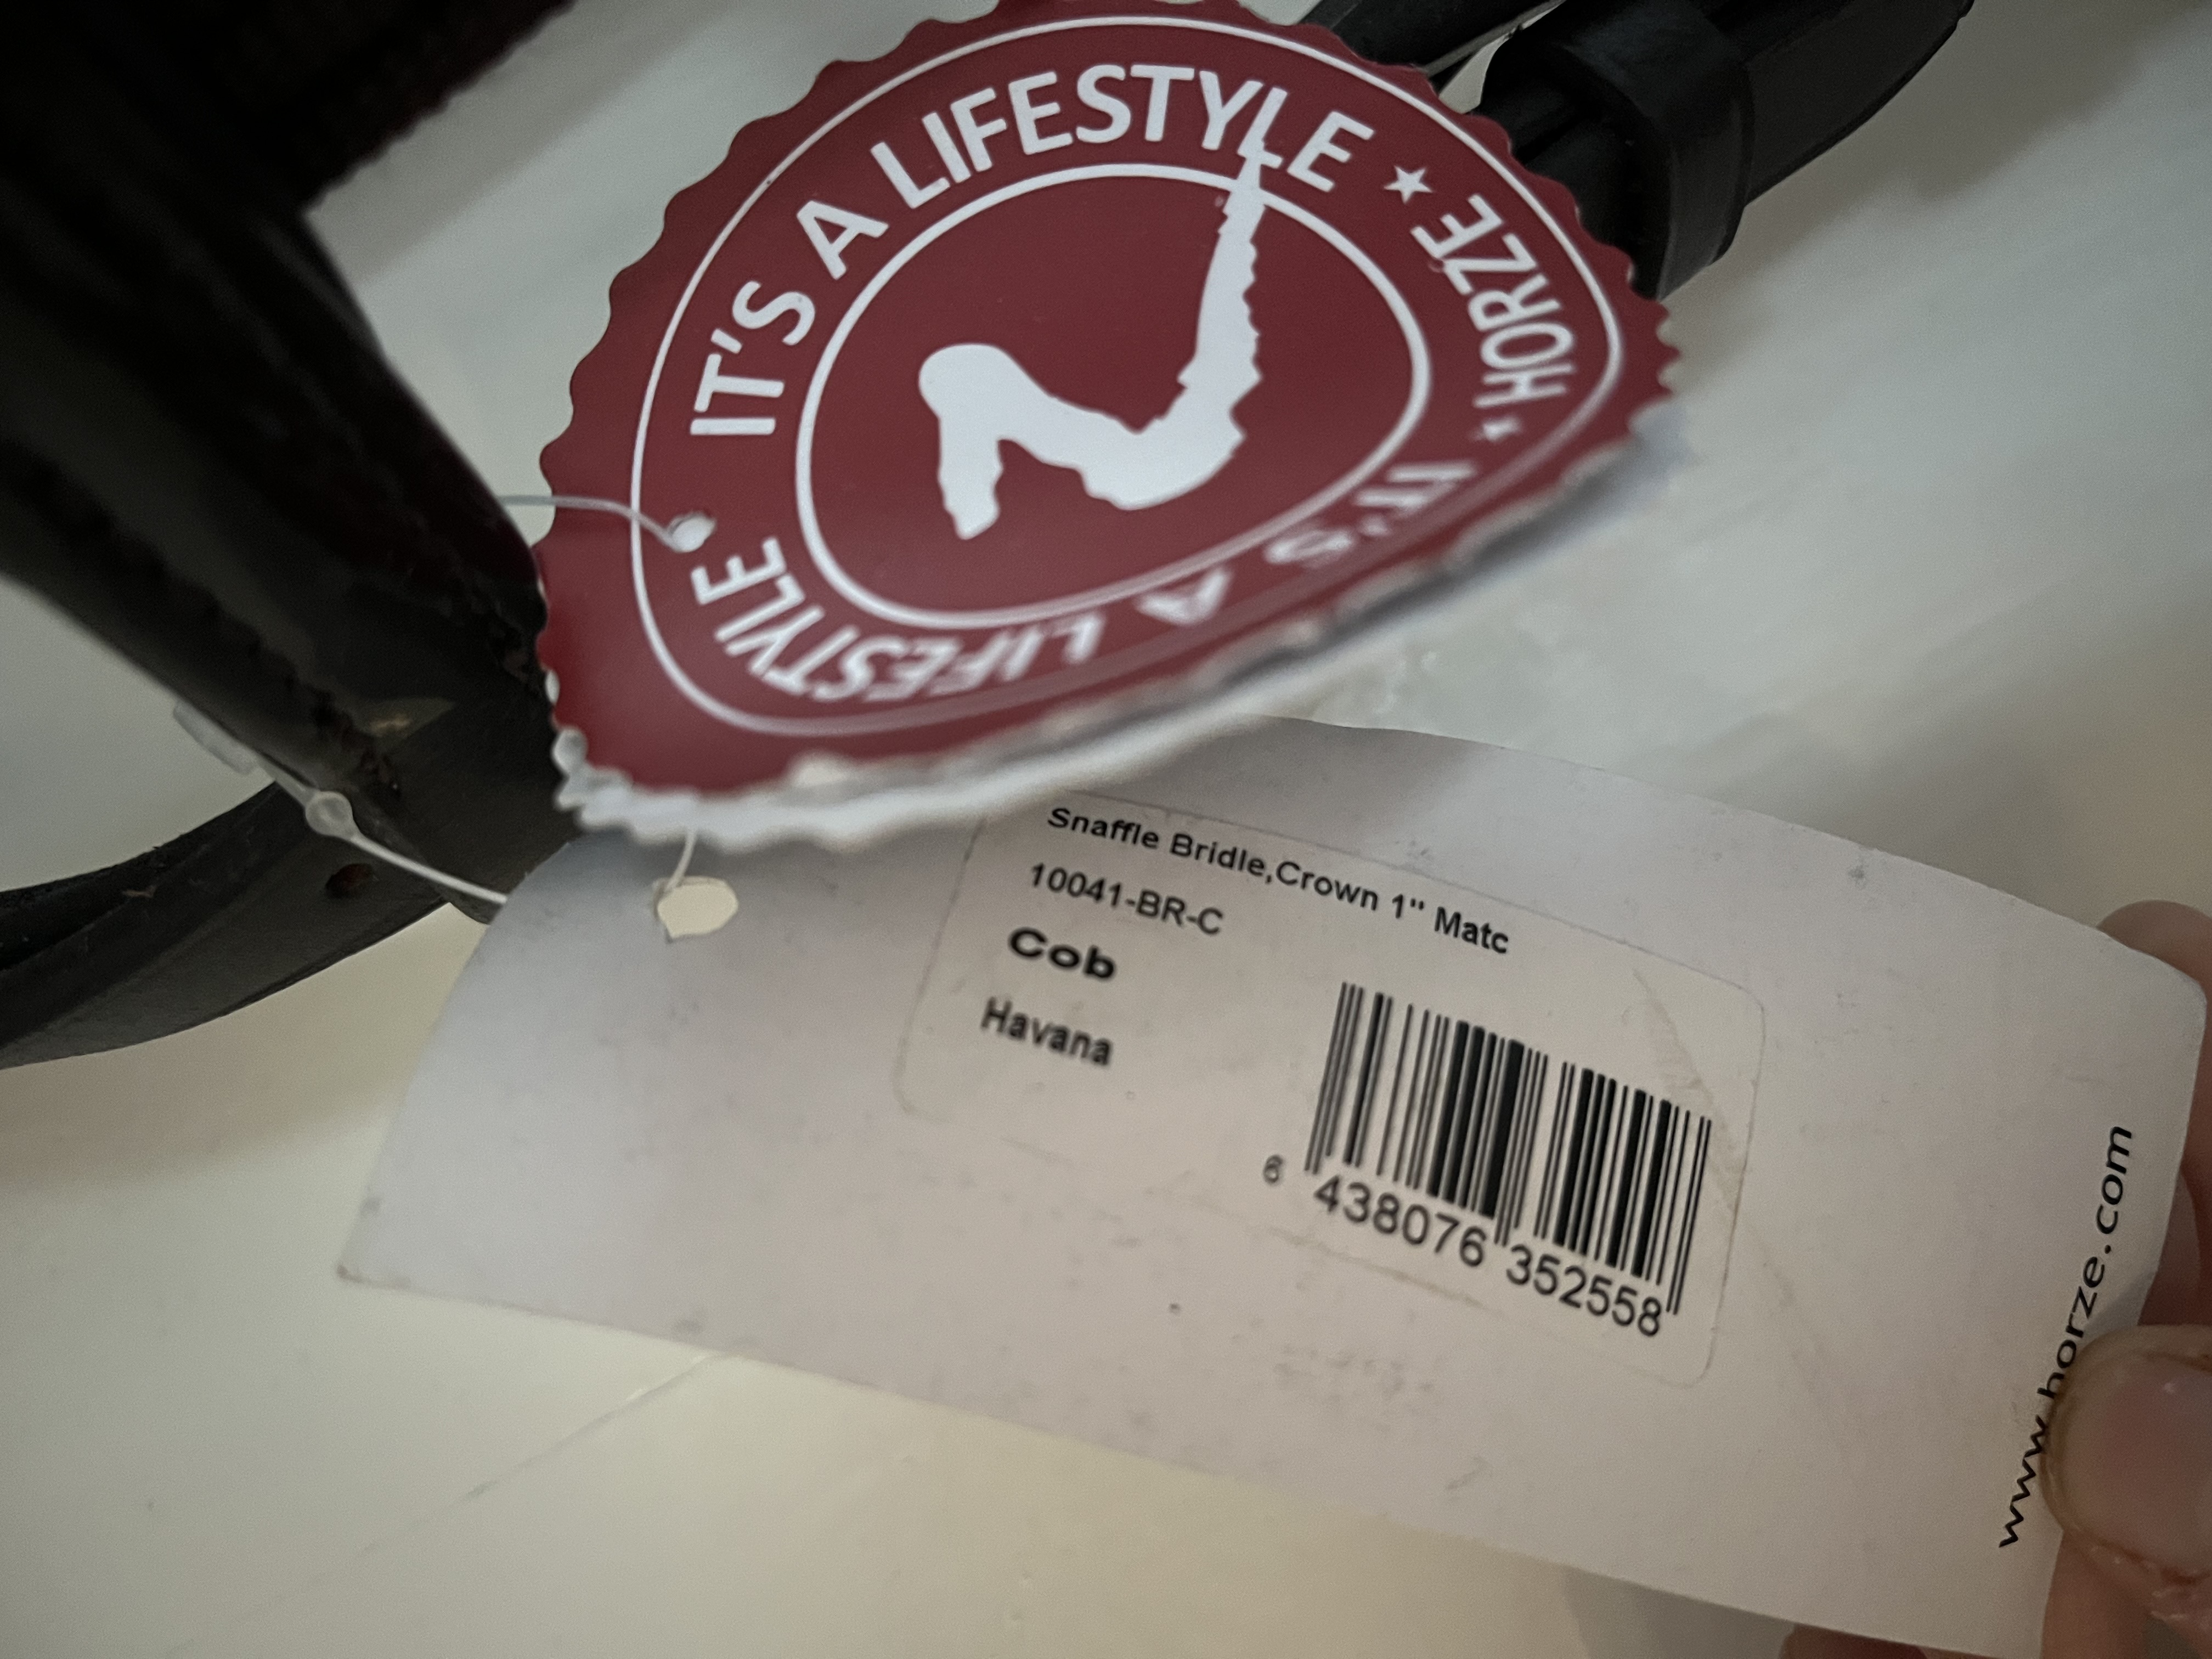 IT'S A LIFESTYLE ★ HORZE ★ IT'S A LIFESTYLE
Snaffle Bridle,Crown 1" Matc
10041-BR-C
Cob
Havana
6 438076 352558
www.horze.com